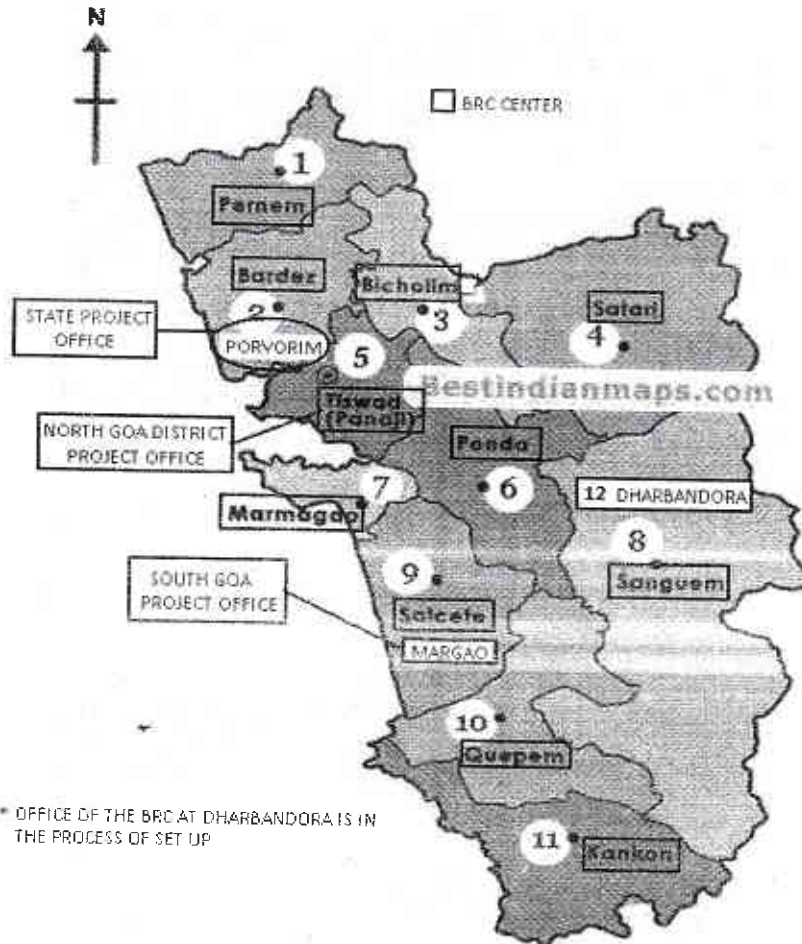 N
BRC CENTER
1
Pernem
Bardez
2
Bicholim
3
Satari
4
STATE PROJECT
OFFICE
PORVORIM
5
Bestindianmaps.com
Tiswad
(Panaji)
NORTH GOA DISTRICT
PROJECT OFFICE
Ponda
6
7
Marmagao
12 DHARBANDORA
8
Sanguem
9
SOUTH GOA
PROJECT OFFICE
Salcete
MARGAO
10
Quepem
* OFFICE OF THE BRC AT DHARBANDORA IS IN
THE PROCESS OF SET UP
11
Kankon